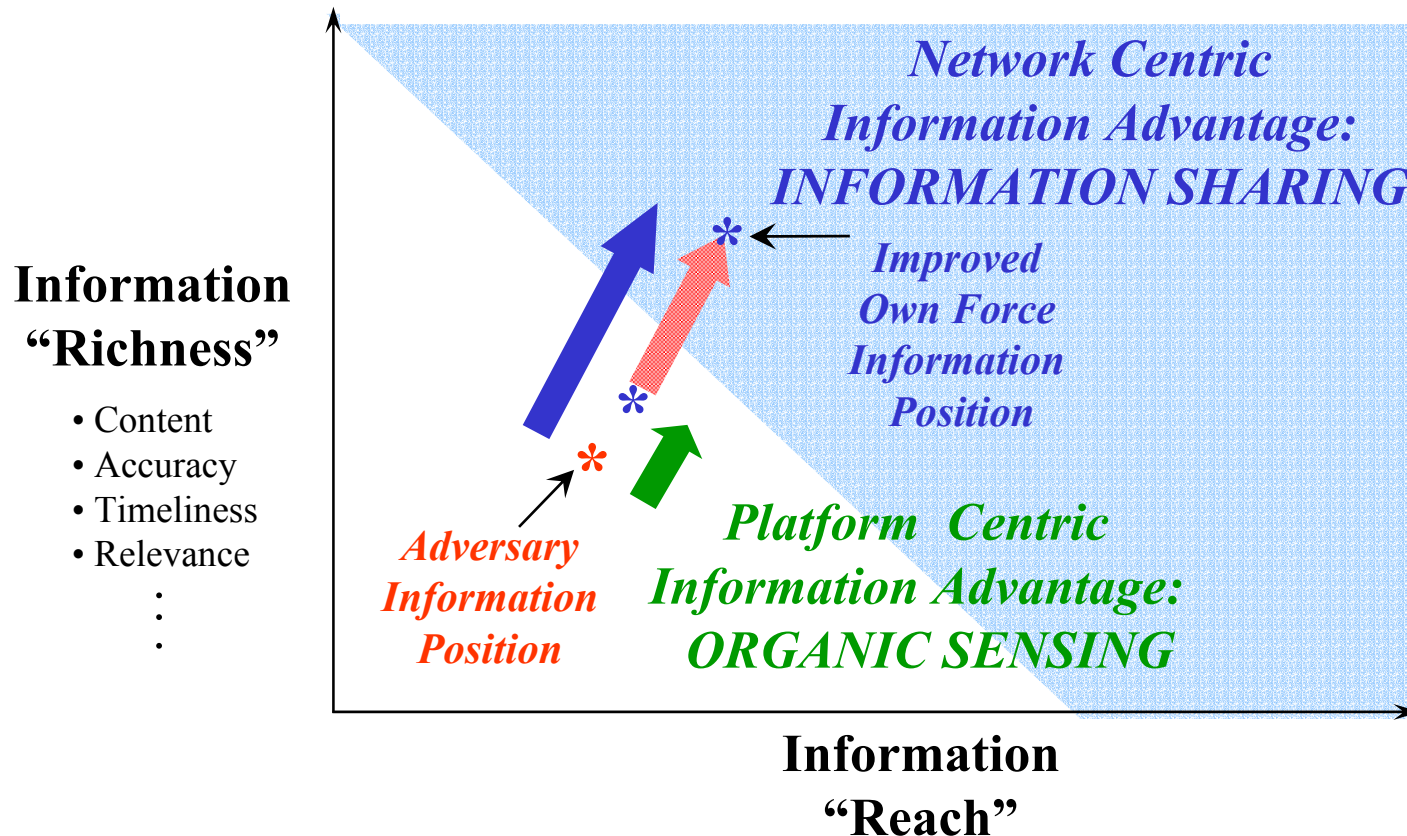 Network Centric
Information Advantage:
INFORMATION SHARING
Improved
Own Force
Information
Position
Information
“Richness”
• Content
• Accuracy
• Timeliness
• Relevance
Adversary
Information
Position
Platform Centric
Information Advantage:
ORGANIC SENSING
Information
“Reach”